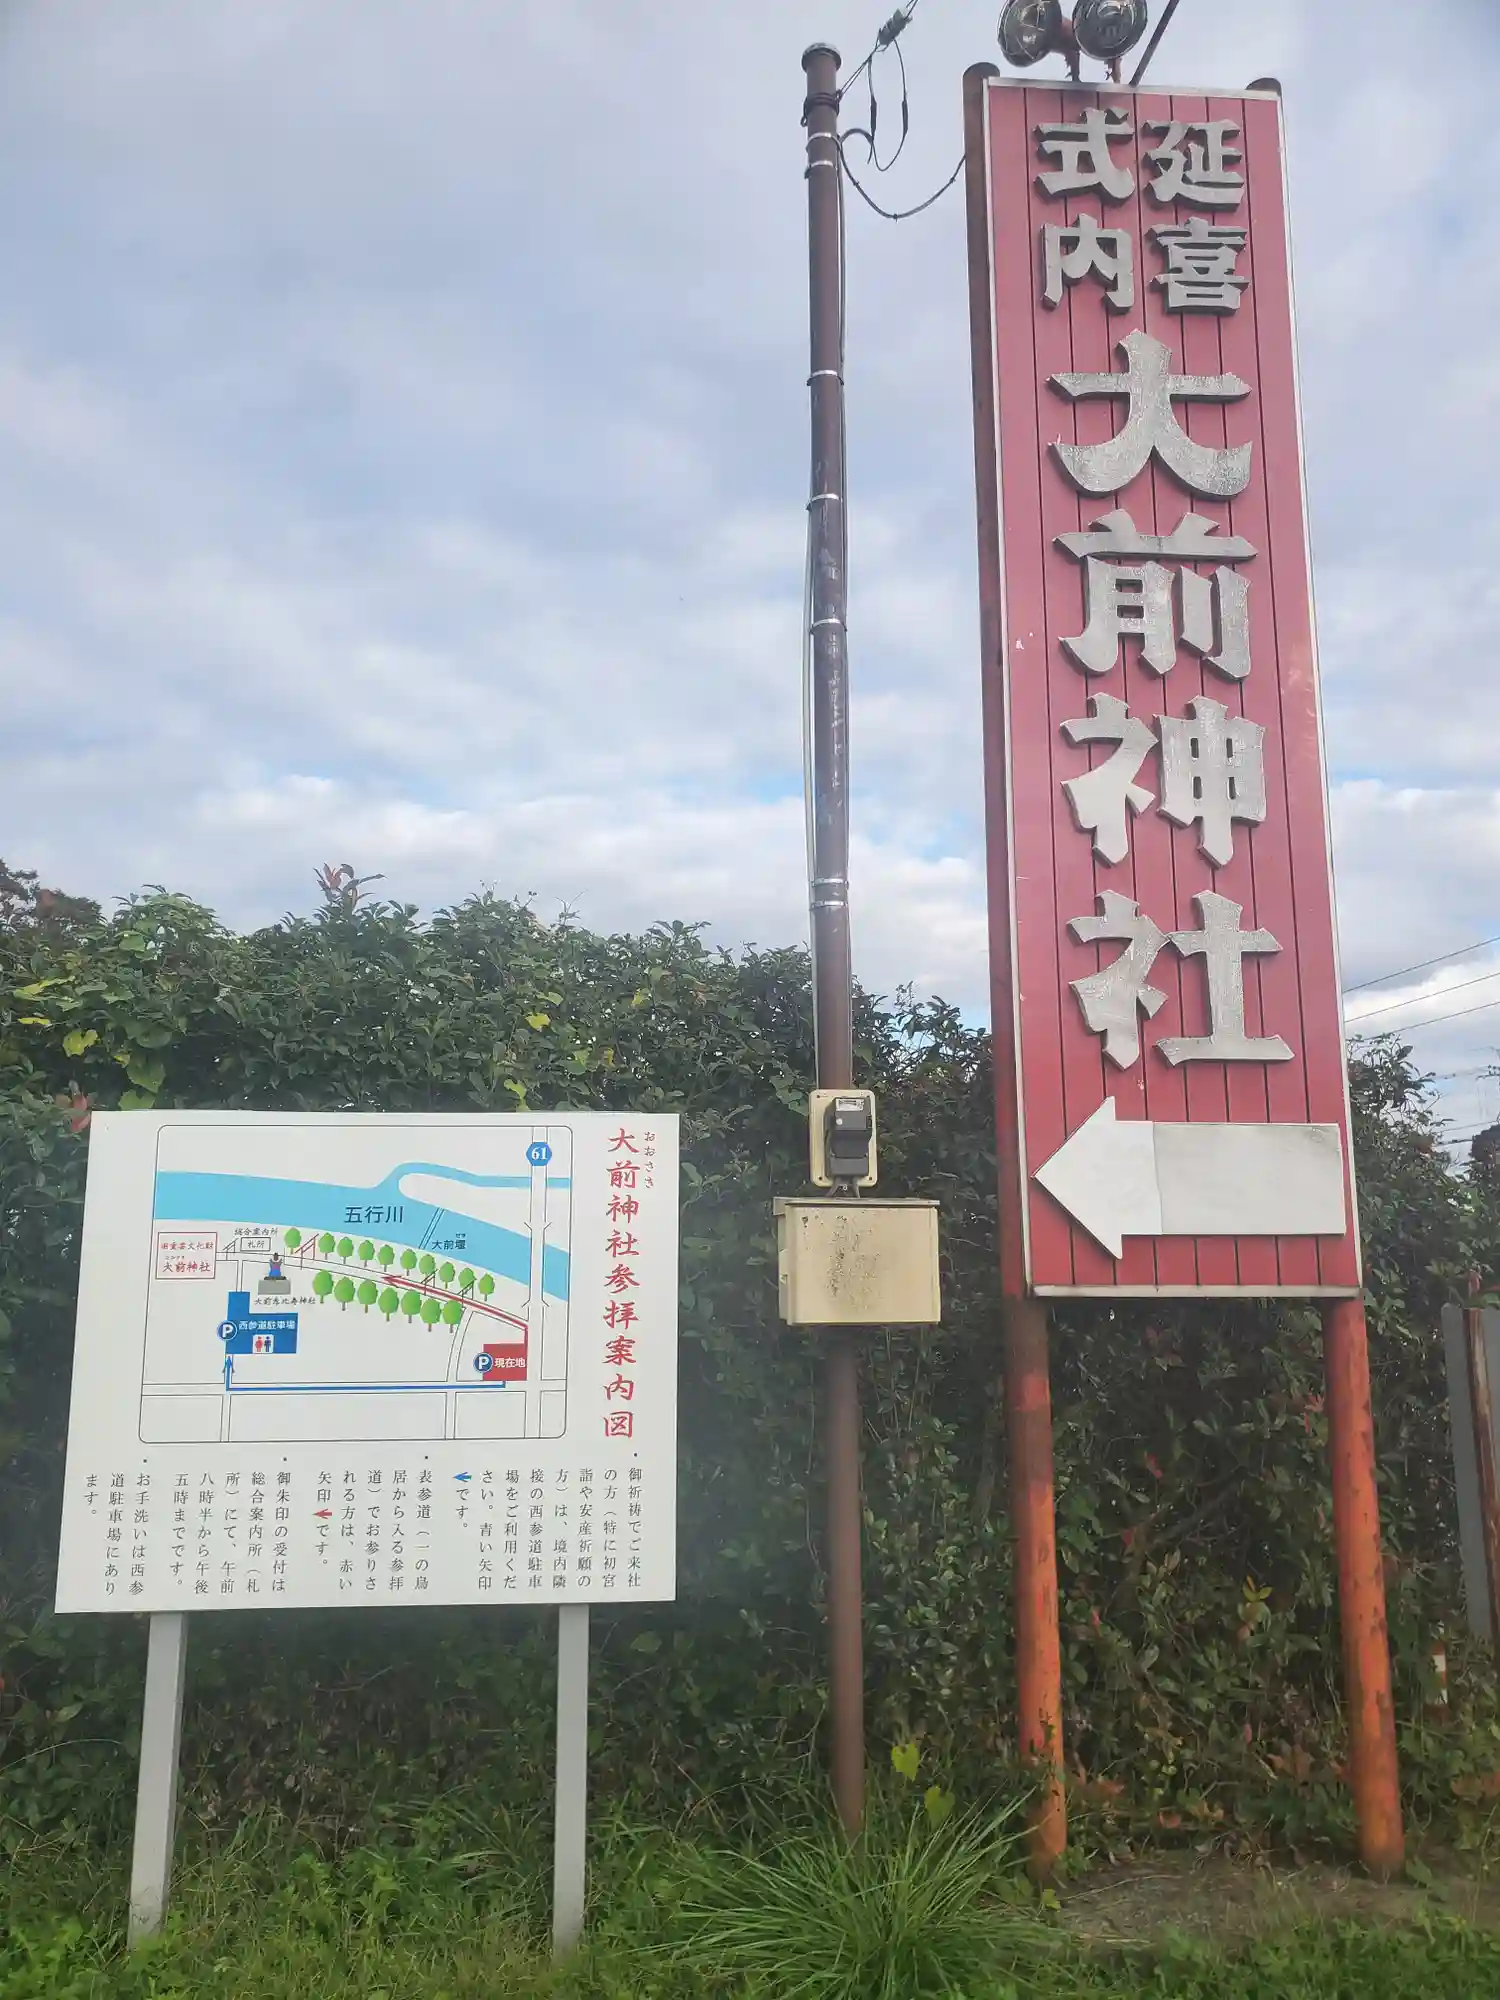 延喜
式内
大前神社
大前神社参拝案内図
おおさき
61
五行川
大前堰
せき
総合案内所
札所
国重要文化財
大前神社
大前恵比寿神社
P
西参道駐車場
P
現在地
・御祈祷でご来社
の方（特に初宮
詣や安産祈願の
方）は、境内隣
接の西参道駐車
場をご利用くだ
さい。青い矢印
←です。
・表参道（一の鳥
居から入る参拝
道）でお参りさ
れる方は、赤い
矢印←です。
・御朱印の受付は
総合案内所（札
所）にて、午前
八時半から午後
五時までです。
・お手洗いは西参
道駐車場にあり
ます。